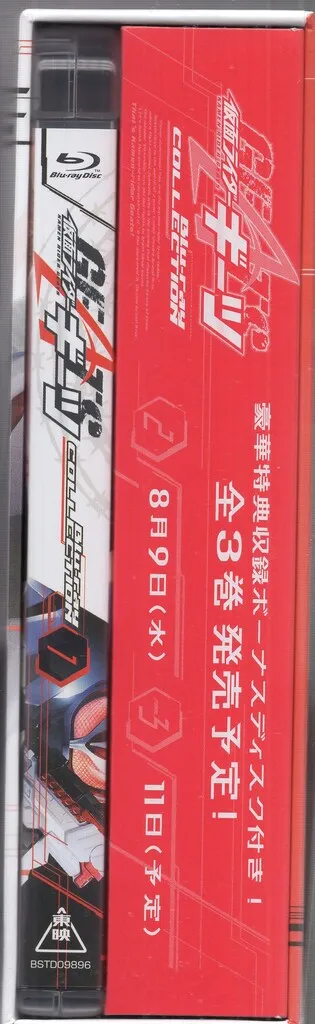 Blu-ray Disc
TM
仮面ライダー
ギーツ
Blu-ray
COLLECTION
1
東映
BSTD09896
仮面ライダー
ギーツ
Blu-ray
COLLECTION
豪華特典収録ボーナスディスク付き!
全3巻 発売予定!
2
8月9日(水)
3
11日(予定)